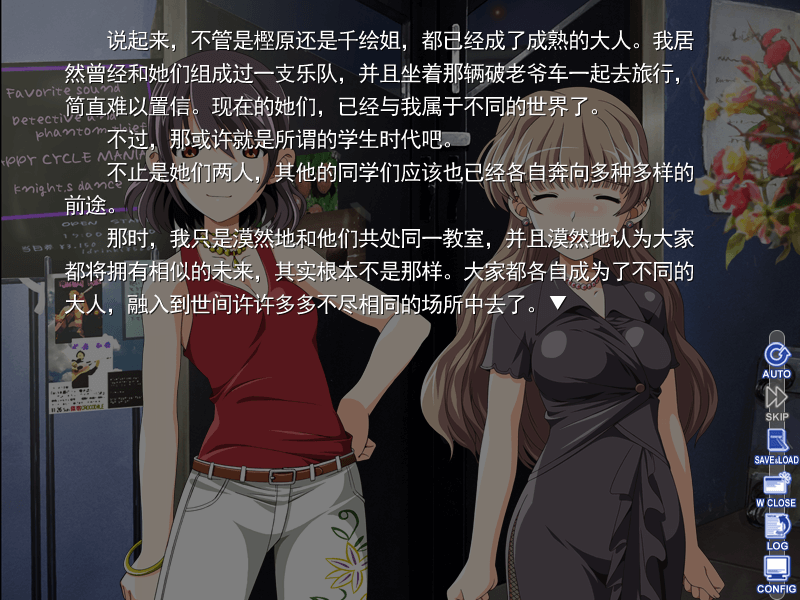 说起来，不管是樫原还是千绘姐，都已经成了成熟的大人。我居
然曾经和她们组成过一支乐队，并且坐着那辆破老爷车一起去旅行，
简直难以置信。现在的她们，已经与我属于不同的世界了。
不过，那或许就是所谓的学生时代吧。
不止是她们两人，其他的同学们应该也已经各自奔向多种多样的
前途。
那时，我只是漠然地和他们共处同一教室，并且漠然地认为大家
都将拥有相似的未来，其实根本不是那样。大家都各自成为了不同的
大人，融入到世间许许多多不尽相同的场所中去了。▼
Favorite sound
Detective and
phantom
PPY CYCLE MANIA
Knight,s dance
OPEN
AUTO
SKIP
SAVE&LOAD
W CLOSE
LOG
CONFIG